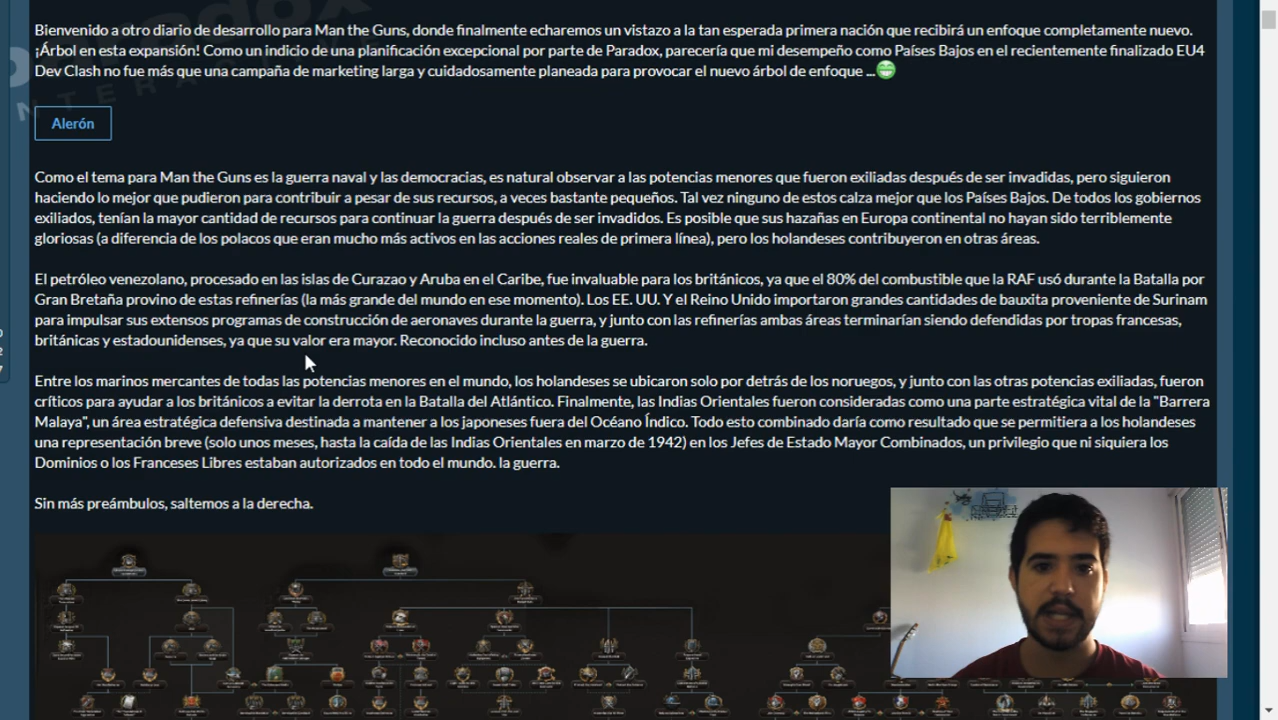 Bienvenido a otro diario de desarrollo para Man the Guns, donde finalmente echaremos un vistazo a la tan esperada primera nación que recibirá un enfoque completamente nuevo.
¡Árbol en esta expansión! Como un indicio de una planificación excepcional por parte de Paradox, parecería que mi desempeño como Países Bajos en el recientemente finalizado EU4
Dev Clash no fue más que una campaña de marketing larga y cuidadosamente planeada para provocar el nuevo árbol de enfoque ...
Alerón
Como el tema para Man the Guns es la guerra naval y las democracias, es natural observar a las potencias menores que fueron exiliadas después de ser invadidas, pero siguieron
haciendo lo mejor que pudieron para contribuir a pesar de sus recursos, a veces bastante pequeños. Tal vez ninguno de estos calza mejor que los Países Bajos. De todos los gobiernos
exiliados, tenían la mayor cantidad de recursos para continuar la guerra después de ser invadidos. Es posible que sus hazañas en Europa continental no hayan sido terriblemente
gloriosas (a diferencia de los polacos que eran mucho más activos en las acciones reales de primera línea), pero los holandeses contribuyeron en otras áreas.
El petróleo venezolano, procesado en las islas de Curazao y Aruba en el Caribe, fue invaluable para los británicos, ya que el 80% del combustible que la RAF usó durante la Batalla por
Gran Bretaña provino de estas refinerías (la más grande del mundo en ese momento). Los EE. UU. Y el Reino Unido importaron grandes cantidades de bauxita proveniente de Surinam
para impulsar sus extensos programas de construcción de aeronaves durante la guerra, y junto con las refinerías ambas áreas terminarían siendo defendidas por tropas francesas,
británicas y estadounidenses, ya que su valor era mayor. Reconocido incluso antes de la guerra.
Entre los marinos mercantes de todas las potencias menores en el mundo, los holandeses se ubicaron solo por detrás de los noruegos, y junto con las otras potencias exiliadas, fueron
críticos para ayudar a los británicos a evitar la derrota en la Batalla del Atlántico. Finalmente, las Indias Orientales fueron consideradas como una parte estratégica vital de la "Barrera
Malaya", un área estratégica defensiva destinada a mantener a los japoneses fuera del Océano Índico. Todo esto combinado daría como resultado que se permitiera a los holandeses
una representación breve (solo unos meses, hasta la caída de las Indias Orientales en marzo de 1942) en los Jefes de Estado Mayor Combinados, un privilegio que ni siquiera los
Dominios o los Franceses Libres estaban autorizados en todo el mundo. la guerra.
Sin más preámbulos, saltemos a la derecha.